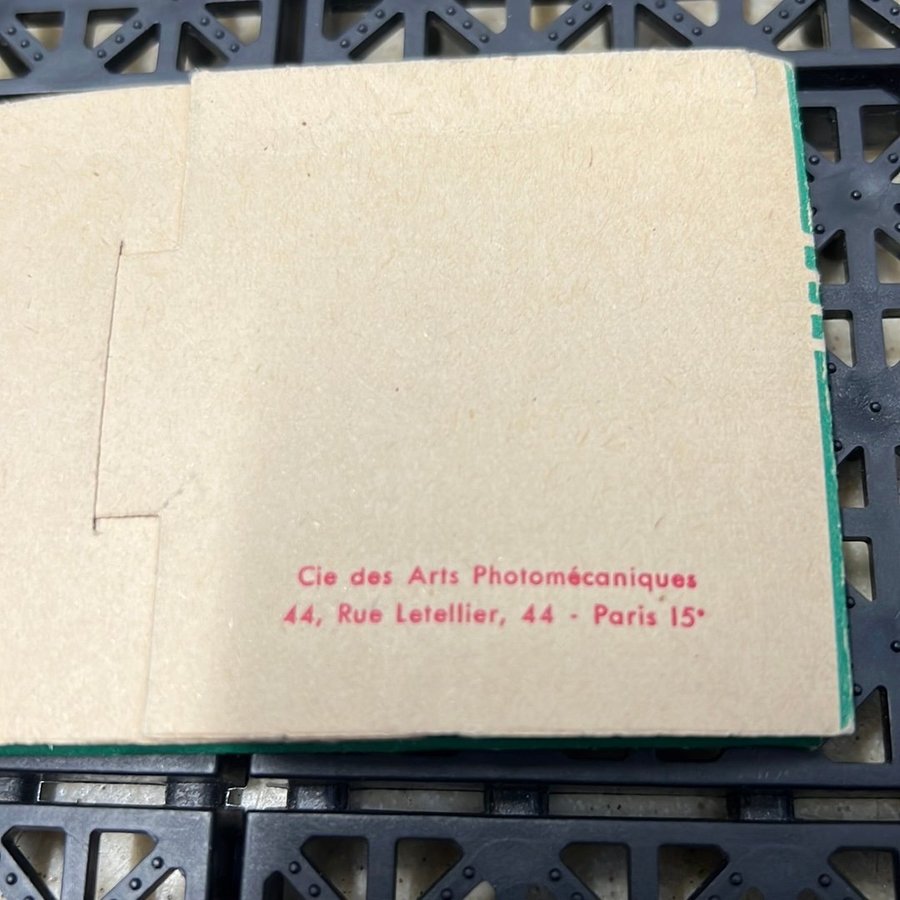 Cie des Arts Photomécaniques
44, Rue Letellier, 44 - Paris 15ᵉ